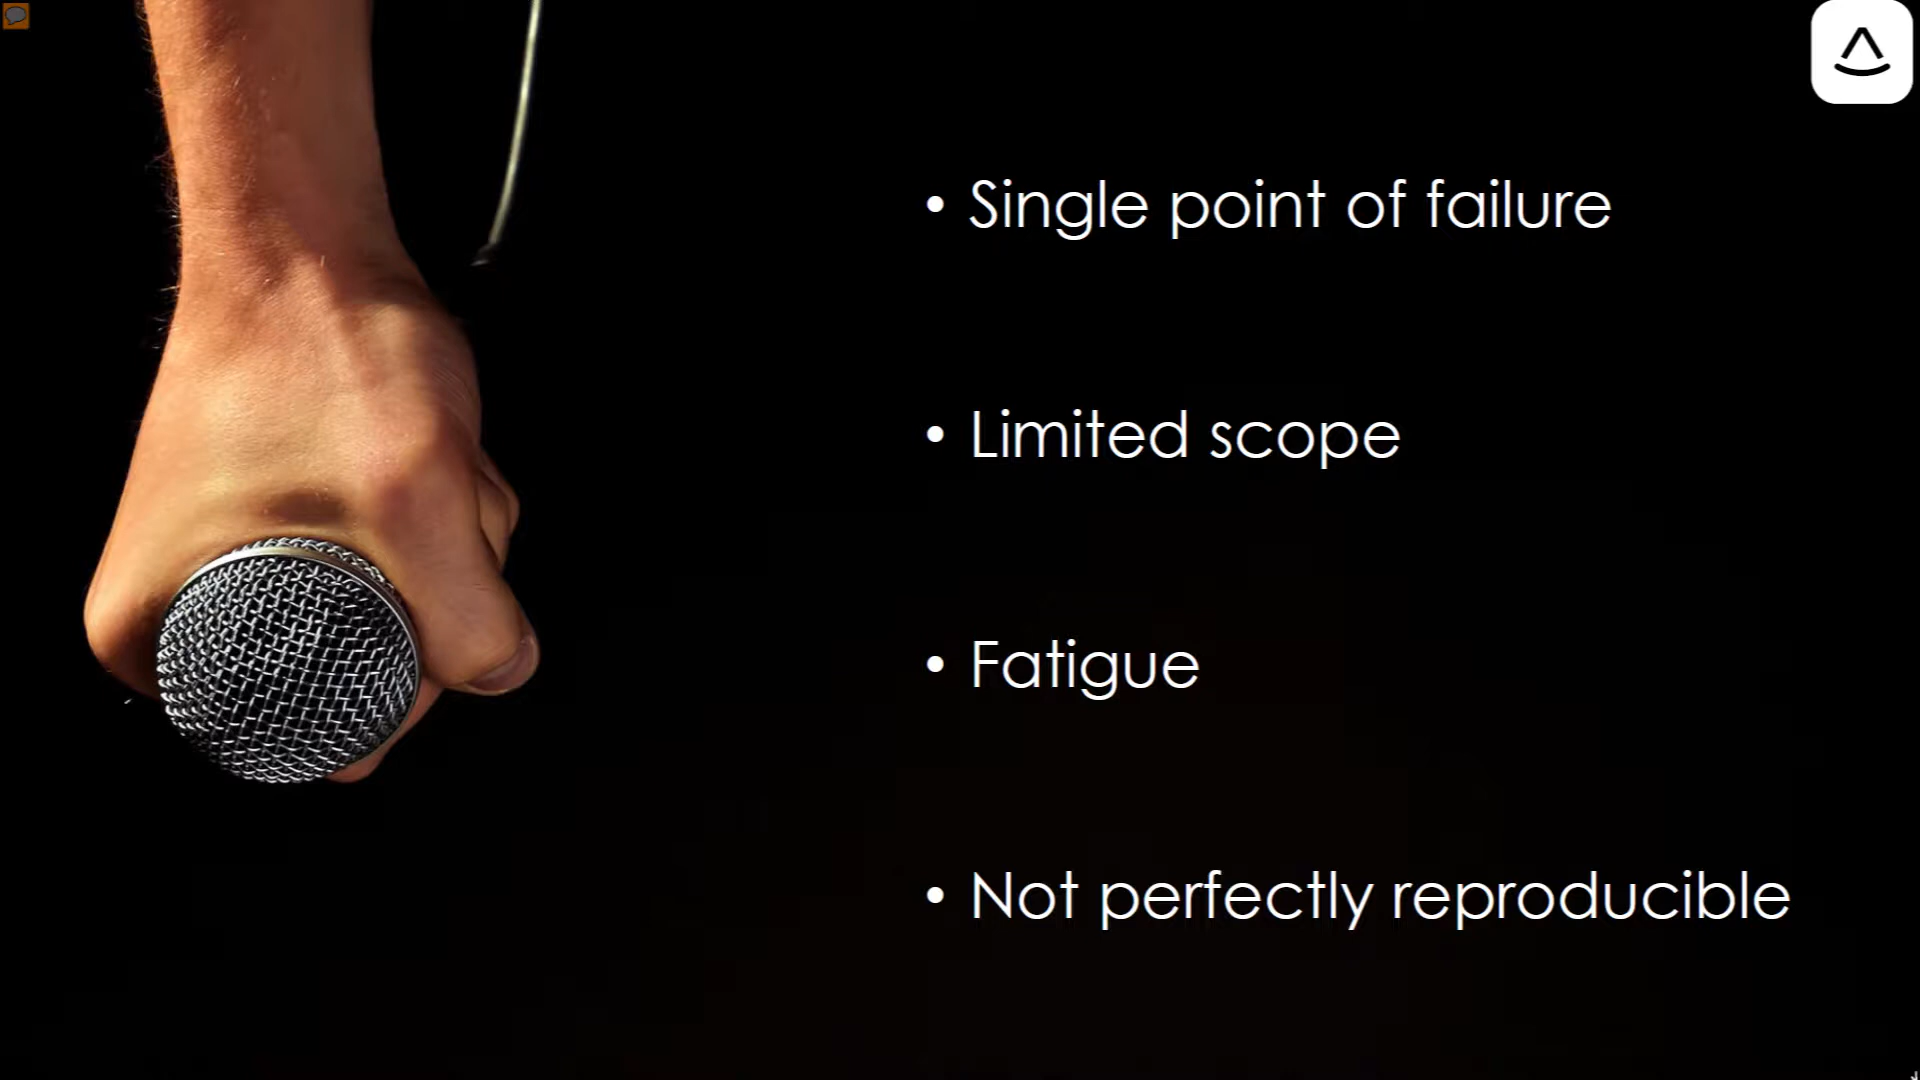 • Single point of failure
• Limited scope
• Fatigue
• Not perfectly reproducible